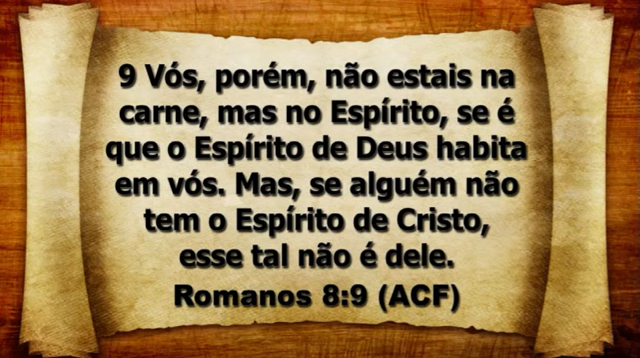 9 Vós, porém, não estais na
carne, mas no Espírito, se é
que o Espírito de Deus habita
em vós. Mas, se alguém não
tem o Espírito de Cristo,
esse tal não é dele.
Romanos 8:9 (ACF)